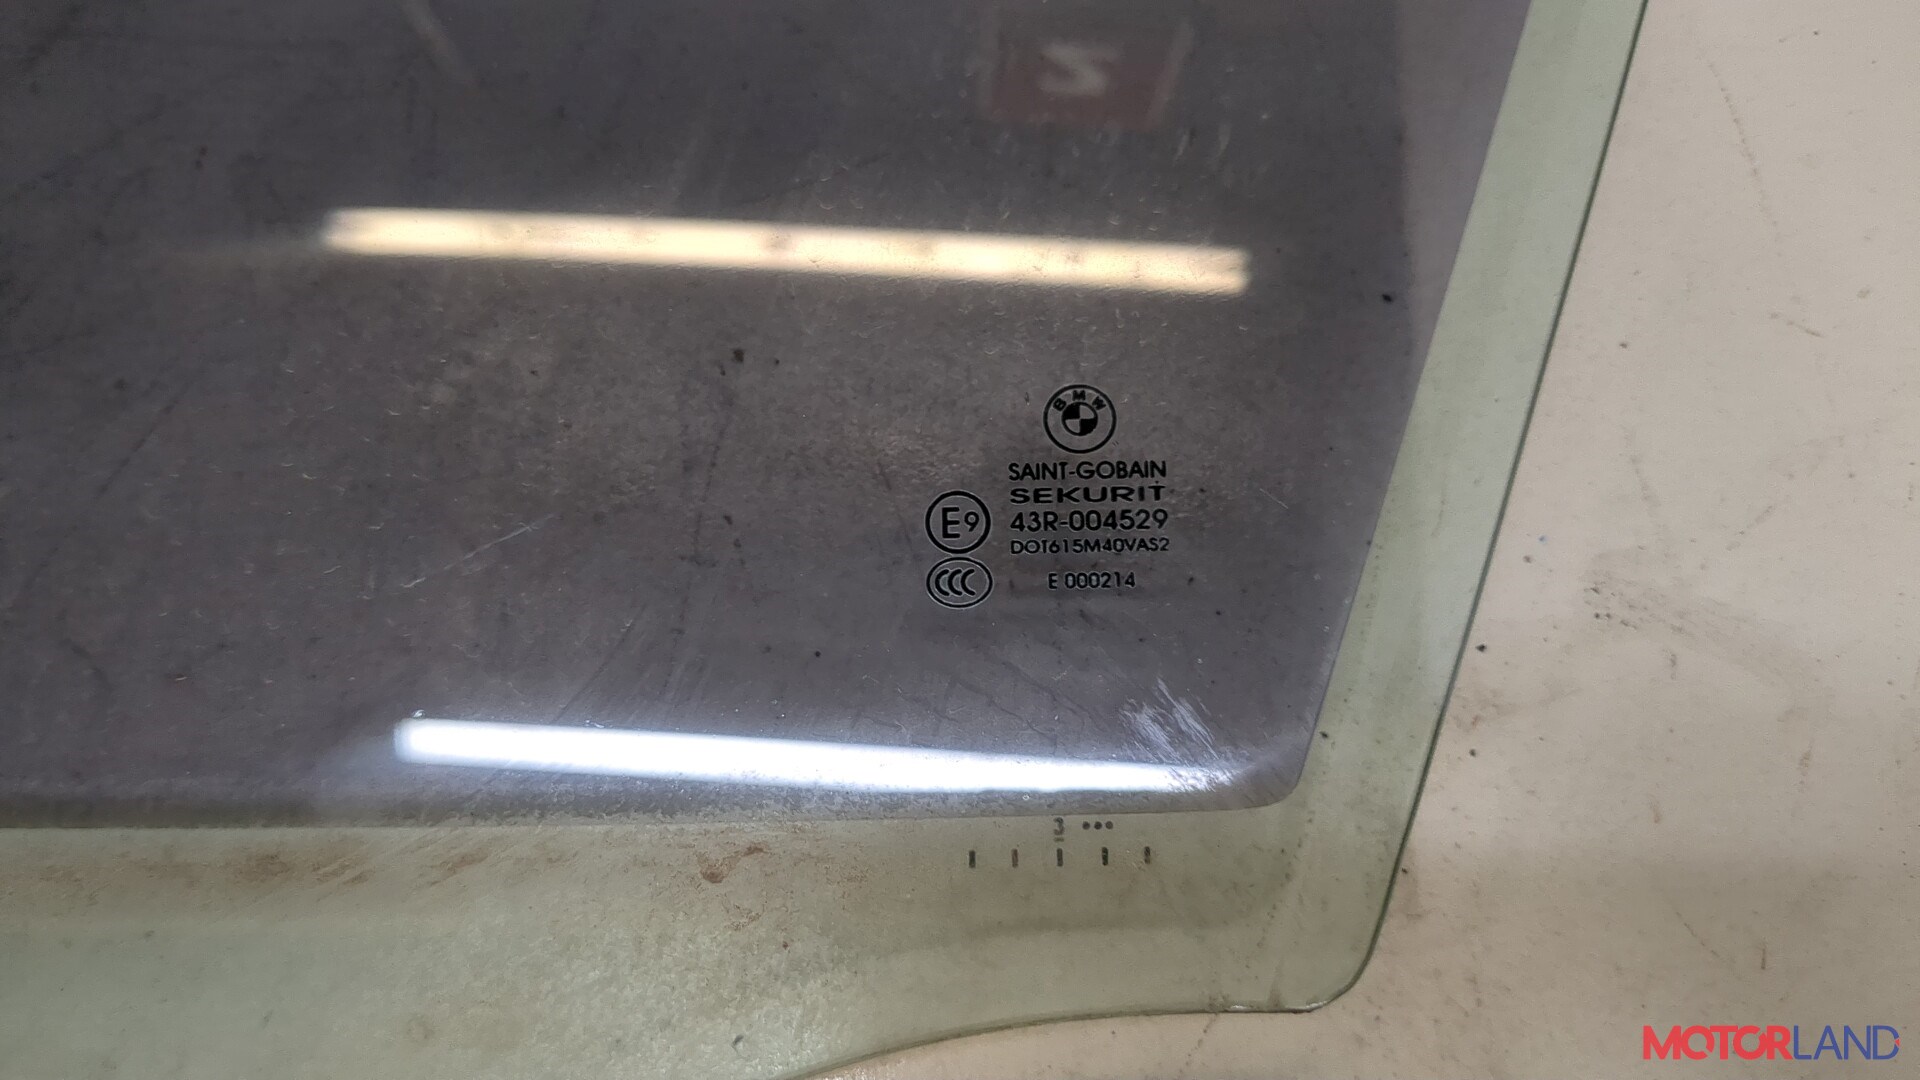 S
BMW
SAINT-GOBAIN
SEKURIT
E9 43R-004529
DOT615M40VAS2
CCC E 000214
3 •••
MOTORLAND